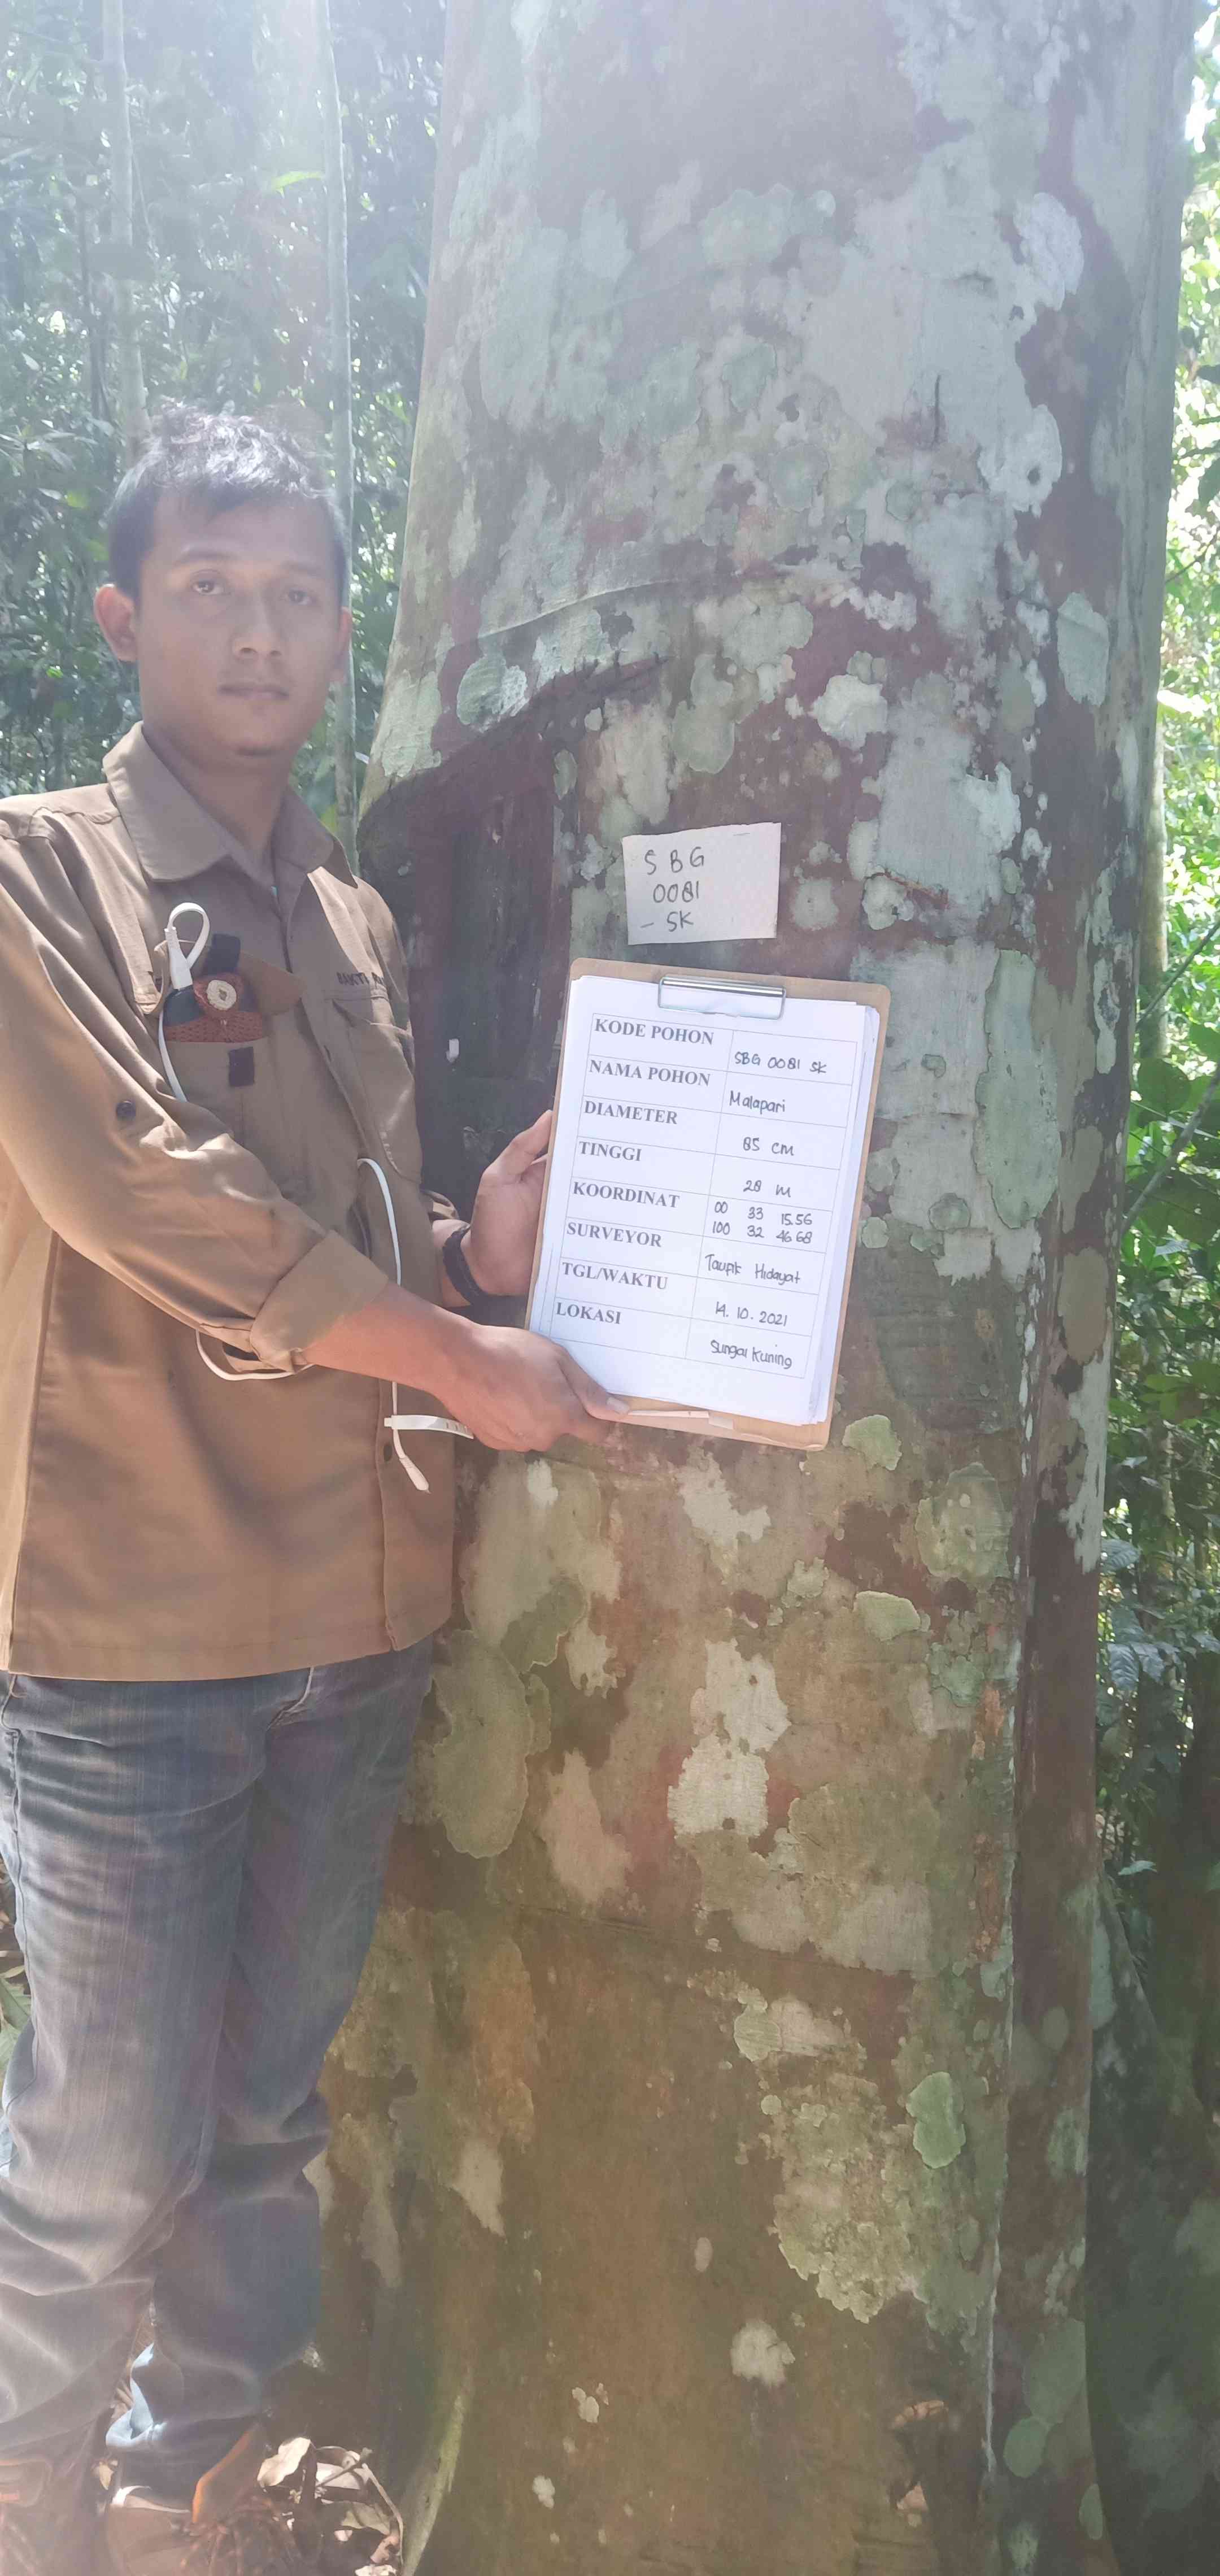 SBG
0081
- SK
KODE POHON SBG 0081 SK
NAMA POHON Malapari
DIAMETER 85 cm
TINGGI 28 m
KOORDINAT 00 33 15.56
100 32 46 68
SURVEYOR Taufik Hidayat
TGL/WAKTU 14. 10. 2021
LOKASI Sungai Kuning
BAKTI